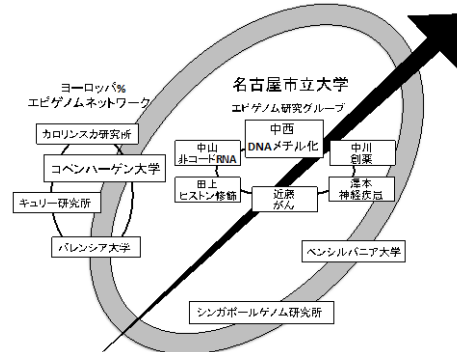 ヨーロッパ%
エピゲノムネットワーク
カロリンスカ研究所
コペンハーゲン大学
キュリー研究所
バレンシア大学
名古屋市立大学
エピゲノム研究グループ
中西
DNAメチル化
中山
非コードRNA
中川
創薬
田上
ヒストン修飾
近藤
がん
澤本
神経疾患
ペンシルバニア大学
シンガポールゲノム研究所